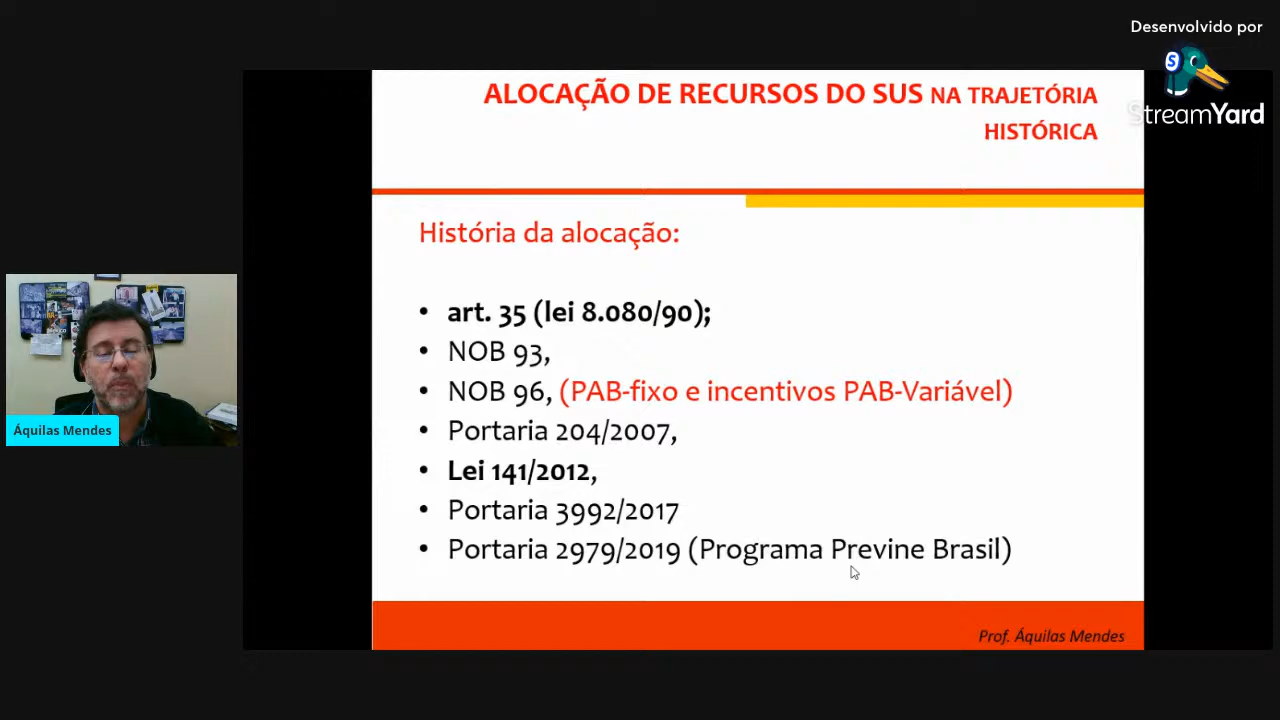 Desenvolvido por
StreamYard
ALOCAÇÃO DE RECURSOS DO SUS NA TRAJETÓRIA
HISTÓRICA
História da alocação:
• art. 35 (lei 8.080/90);
• NOB 93,
• NOB 96, (PAB-fixo e incentivos PAB-Variável)
• Portaria 204/2007,
• Lei 141/2012,
• Portaria 3992/2017
• Portaria 2979/2019 (Programa Previne Brasil)
Áquilas Mendes
Prof. Áquilas Mendes